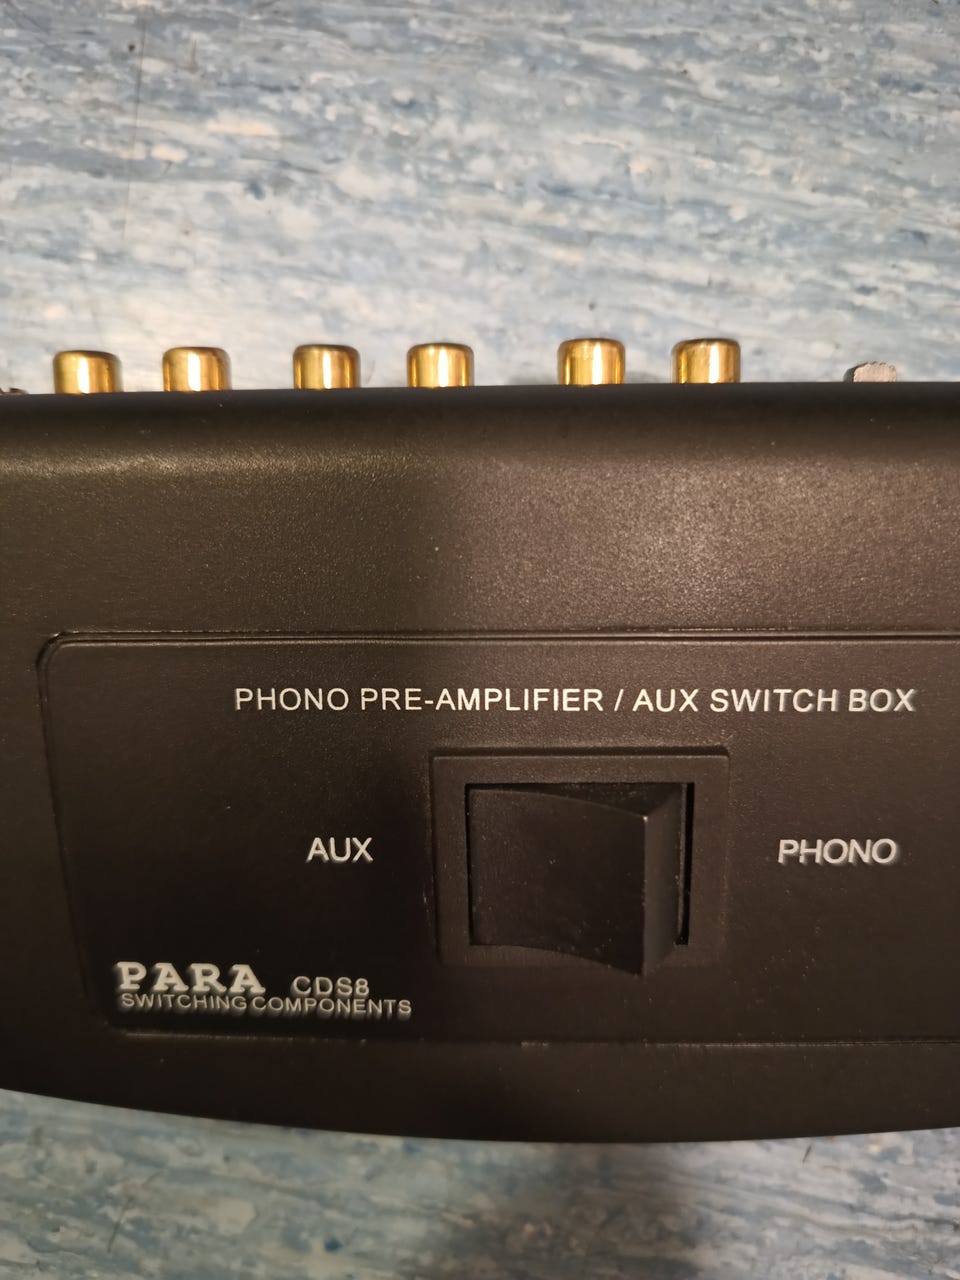 PHONO PRE-AMPLIFIER / AUX SWITCH BOX
AUX
PHONO
PARA CDS8
SWITCHING COMPONENTS